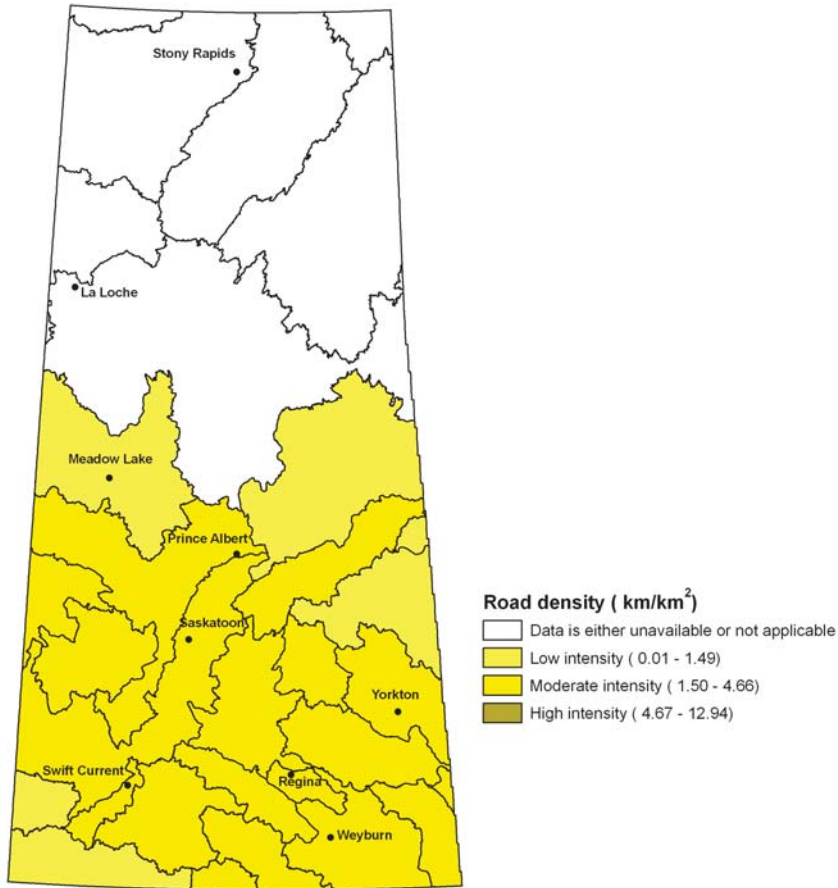 Stony Rapids
La Loche
Meadow Lake
Prince Albert
Saskatoon
Yorkton
Swift Current
Regina
Weyburn
Road density ( km/km²)
Data is either unavailable or not applicable
Low intensity ( 0.01 - 1.49)
Moderate intensity ( 1.50 - 4.66)
High intensity ( 4.67 - 12.94)